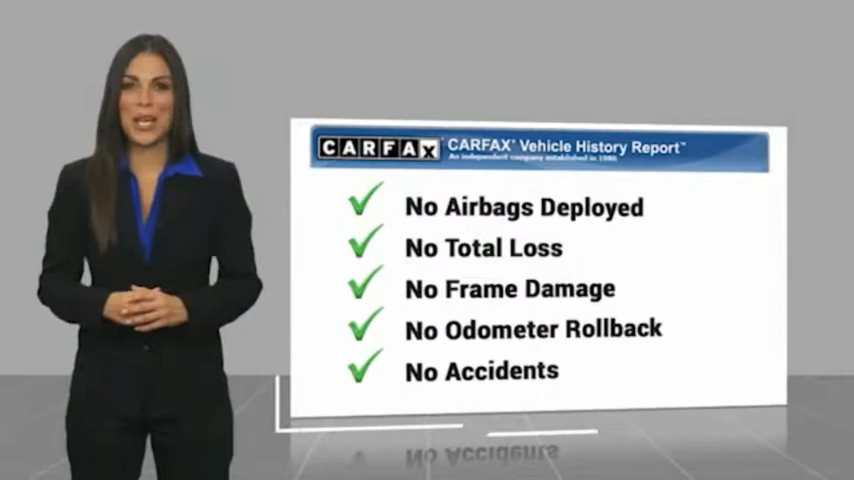 CARFAX CARFAX® Vehicle History Report™
An independent company established in 1986
No Airbags Deployed
No Total Loss
No Frame Damage
No Odometer Rollback
No Accidents
No Accidents